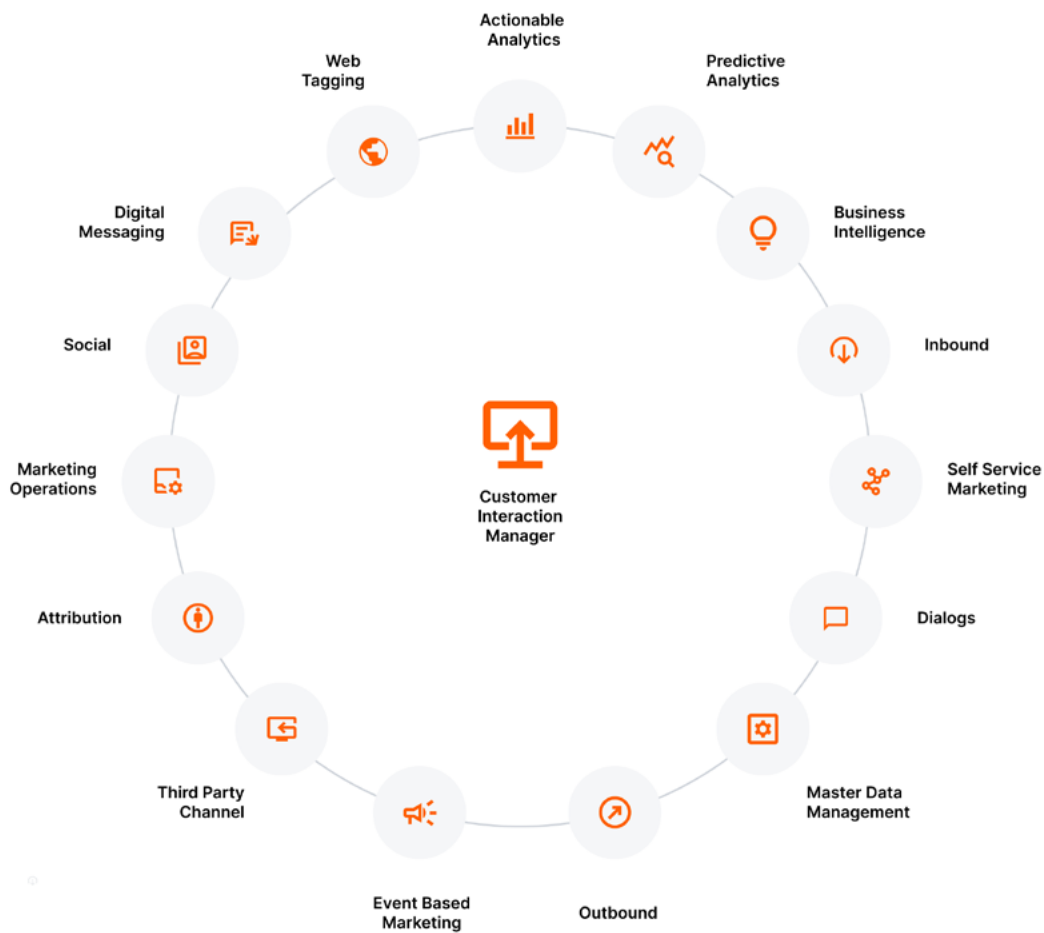 Actionable
Analytics
Predictive
Analytics
Business
Intelligence
Inbound
Self Service
Marketing
Dialogs
Master Data
Management
Outbound
Event Based
Marketing
Third Party
Channel
Attribution
Marketing
Operations
Social
Digital
Messaging
Web
Tagging
Customer
Interaction
Manager